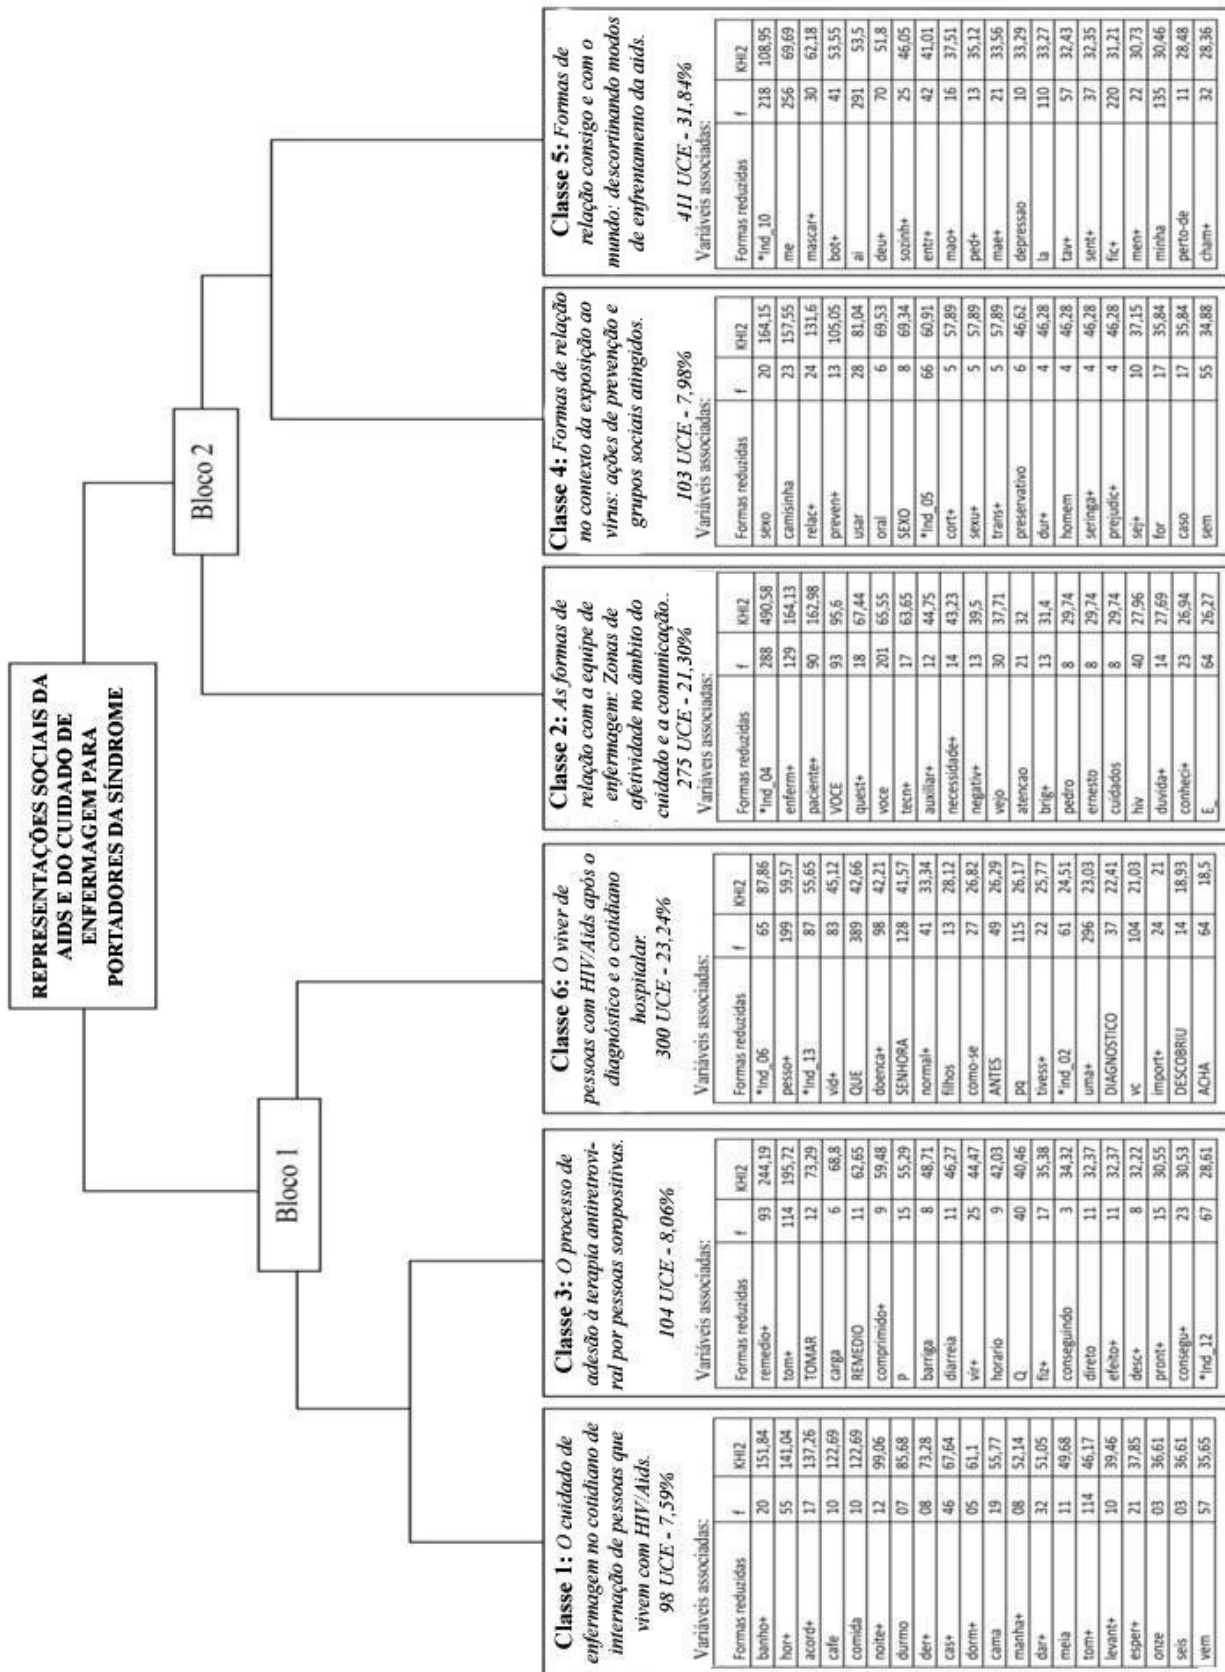 REPRESENTAÇÕES SOCIAIS DA
AIDS E DO CUIDADO DE
ENFERMAGEM PARA
PORTADORES DA SÍNDROME
Bloco 1
Bloco 2
Classe 1: O cuidado de
enfermagem no cotidiano de
internação de pessoas que
vivem com HIV/Aids.
98 UCE - 7,59%
Variáveis associadas:
Formas reduzidas f KHI2
banho+ 20 151,84
hor+ 55 141,04
acord+ 17 137,26
cafe 10 122,69
comida 10 122,69
noite+ 12 99,06
durmo 07 85,68
der+ 08 73,28
cas+ 46 67,64
dorm+ 05 61,1
cama 19 55,77
manha+ 08 52,14
dar+ 32 51,05
meia 11 49,68
tom+ 114 46,17
levant+ 10 39,46
esper+ 21 37,85
onze 03 36,61
seis 03 36,61
vem 57 35,65
Classe 3: O processo de
adesão à terapia antiretrovi-
ral por pessoas soropositivas.
104 UCE - 8,06%
Variáveis associadas:
Formas reduzidas f KHI2
remedio+ 93 244,19
tom+ 114 195,72
TOMAR 12 73,29
carga 6 68,8
REMEDIO 11 62,65
comprimido+ 9 59,48
P 15 55,29
barriga 8 48,71
diarreia 11 46,27
vir+ 25 44,47
horario 9 42,03
Q 40 40,46
fiz+ 17 35,38
conseguindo 3 34,32
direto 11 32,37
efeito+ 11 32,37
desc+ 8 32,22
pront+ 15 30,55
consegu+ 23 30,53
*Ind_12 67 28,61
Classe 6: O viver de
pessoas com HIV/Aids após o
diagnóstico e o cotidiano
hospitalar.
300 UCE - 23,24%
Variáveis associadas:
Formas reduzidas f KHI2
*Ind_06 65 87,86
pesso+ 199 59,57
*Ind_13 87 55,65
vid+ 83 45,12
QUE 389 42,66
doenca+ 98 42,21
SENHORA 128 41,57
normal+ 41 33,34
filhos 13 28,12
como-se 27 26,82
ANTES 49 26,29
pq 115 26,17
tivess+ 22 25,77
*Ind_02 61 24,51
uma+ 296 23,03
DIAGNOSTICO 37 22,41
vc 104 21,03
import+ 24 21
DESCOBRIU 14 18,93
ACHA 64 18,5
Classe 2: As formas de
relação com a equipe de
enfermagem: Zonas de
afetividade no âmbito do
cuidado e a comunicação..
275 UCE - 21,30%
Variáveis associadas:
Formas reduzidas f KHI2
*Ind_04 288 490,58
enferm+ 129 164,13
paciente+ 90 162,98
VOCE 93 95,6
quest+ 18 67,44
voce 201 65,55
tecn+ 17 63,65
auxiliar+ 12 44,75
necessidade+ 14 43,23
negativ+ 13 39,5
vejo 30 37,71
atencao 21 32
brig+ 13 31,4
pedro 8 29,74
ernesto 8 29,74
cuidados 8 29,74
hiv 40 27,96
duvida+ 14 27,69
conheci+ 23 26,94
E_ 64 26,27
Classe 4: Formas de relação
no contexto da exposição ao
vírus: ações de prevenção e
grupos sociais atingidos.
103 UCE - 7,98%
Variáveis associadas:
Formas reduzidas f KHI2
sexo 20 164,15
camisinha 23 157,55
relac+ 24 131,6
preven+ 13 105,05
usar 28 81,04
oral 6 69,53
SEXO 8 69,34
*Ind_05 66 60,91
cort+ 5 57,89
sexu+ 5 57,89
trans+ 5 57,89
preservativo 6 46,62
dur+ 4 46,28
homem 4 46,28
seringa+ 4 46,28
prejudic+ 4 46,28
sej+ 10 37,15
for 17 35,84
caso 17 35,84
sem 55 34,88
Classe 5: Formas de
relação consigo e com o
mundo: descortinando modos
de enfrentamento da aids.
411 UCE - 31,84%
Variáveis associadas:
Formas reduzidas f KHI2
*Ind_10 218 108,95
me 256 69,69
mascar+ 30 62,18
bot+ 41 53,55
ai 291 53,5
deu+ 70 51,8
sozinh+ 25 46,05
entr+ 42 41,01
mao+ 16 37,51
ped+ 13 35,12
mae+ 21 33,56
depressao 10 33,29
la 110 33,27
tav+ 57 32,43
sent+ 37 32,35
fic+ 220 31,21
men+ 22 30,73
minha 135 30,46
perto-de 11 28,48
cham+ 32 28,36